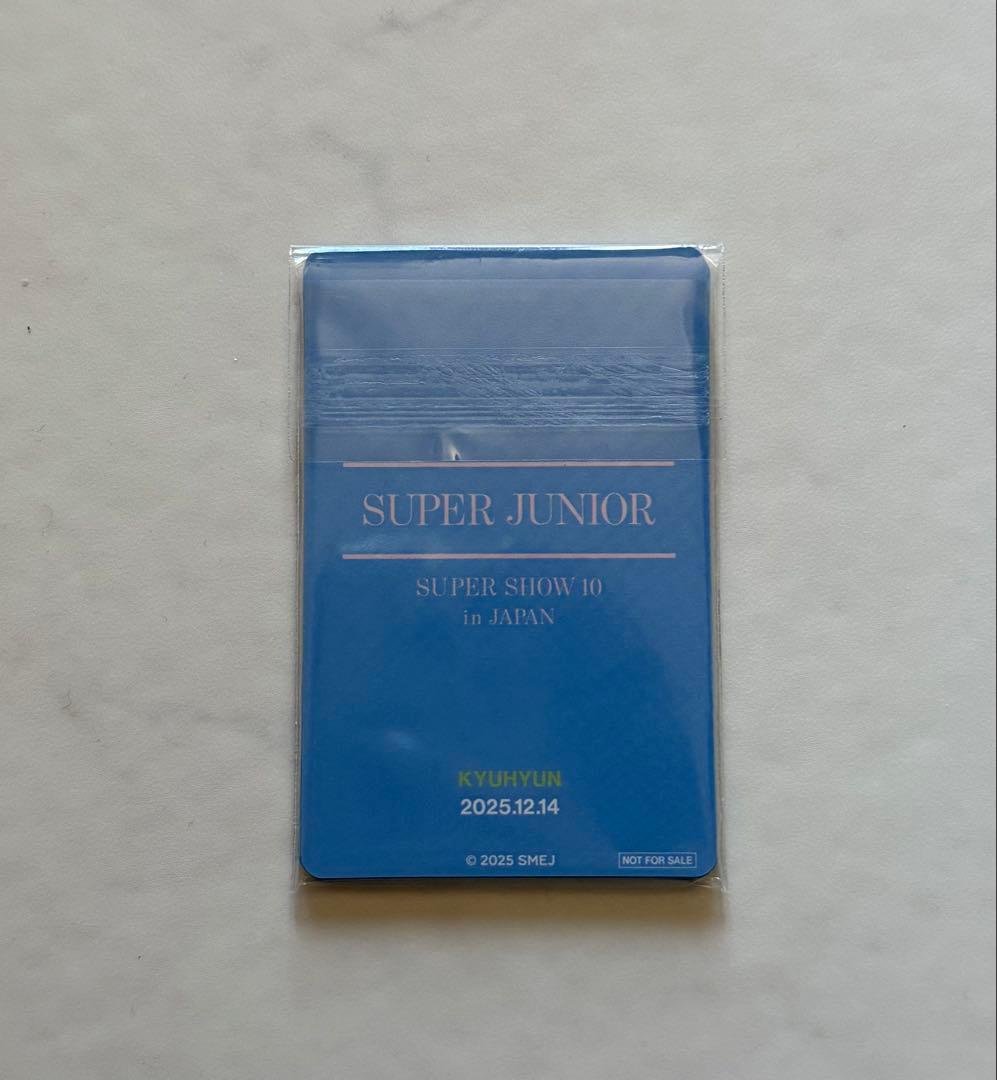 SUPER JUNIOR
SUPER SHOW 10
in JAPAN
KYUHYUN
2025.12.14
© 2025 SMEJ
NOT FOR SALE